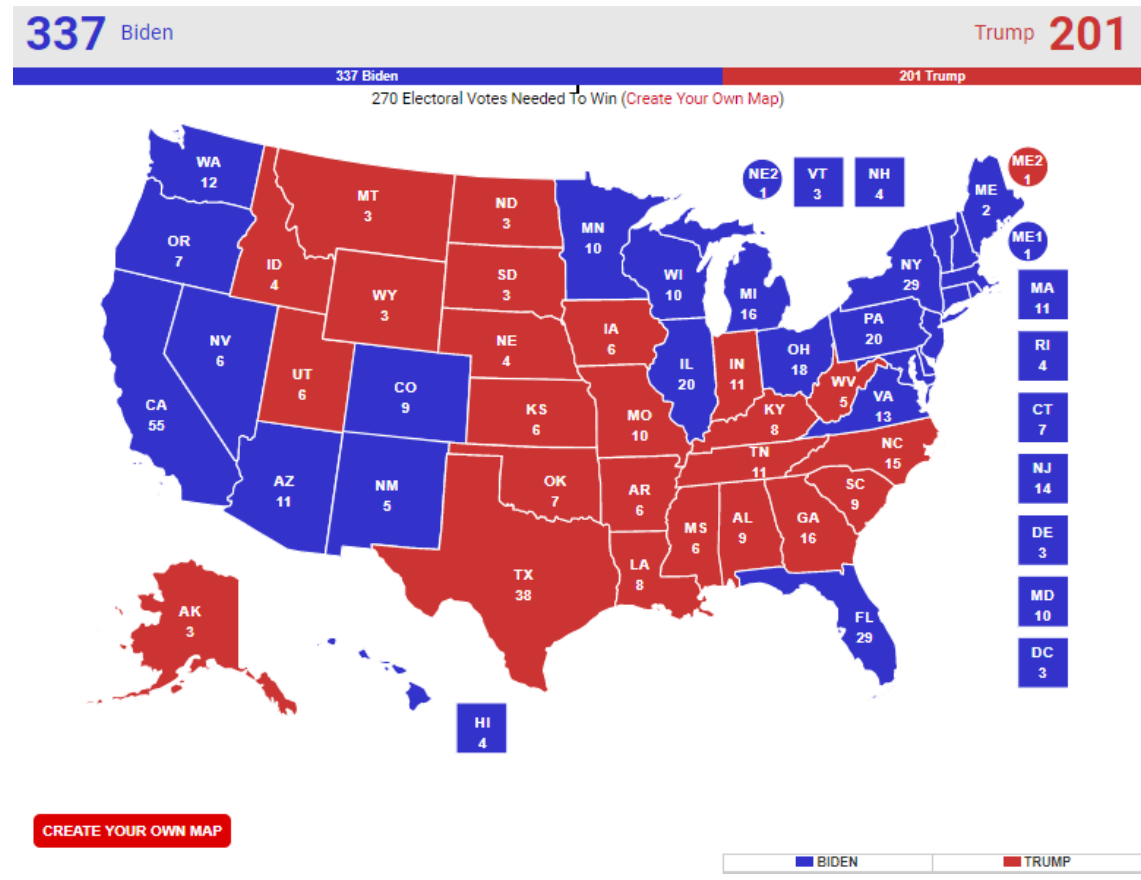 337 Biden
Trump 201
337 Biden
201 Trump
270 Electoral Votes Needed To Win (Create Your Own Map)
WA
12
MT
3
ND
3
MN
10
NE2
1
VT
3
NH
4
ME
2
ME2
1
OR
7
ID
4
WY
3
SD
3
WI
10
MI
16
NY
29
ME1
1
MA
11
NV
6
UT
6
CO
9
NE
4
IA
6
IL
20
IN
11
OH
18
PA
20
RI
4
CA
55
KS
6
MO
10
KY
8
WV
5
VA
13
CT
7
AZ
11
NM
5
OK
7
AR
6
TN
11
NC
15
SC
9
NJ
14
TX
38
LA
8
MS
6
AL
9
GA
16
DE
3
AK
3
FL
29
MD
10
DC
3
HI
4
CREATE YOUR OWN MAP
BIDEN
TRUMP